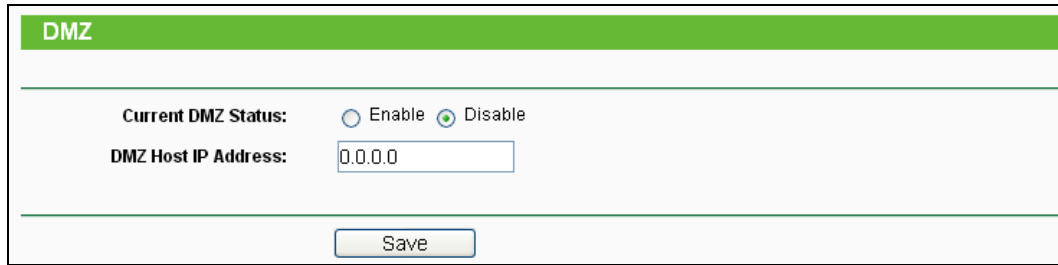 DMZ
Current DMZ Status: Enable Disable
DMZ Host IP Address: 0.0.0.0
Save